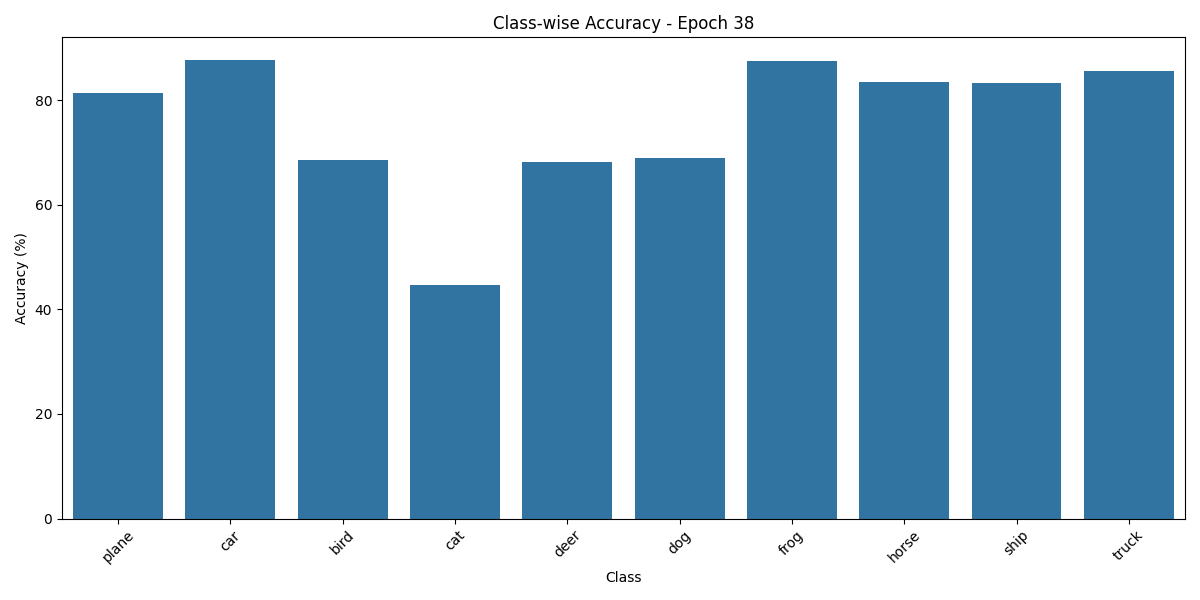 Class-wise Accuracy - Epoch 38
Accuracy (%)
80
60
40
20
0
plane
car
bird
cat
deer
dog
frog
horse
ship
truck
Class